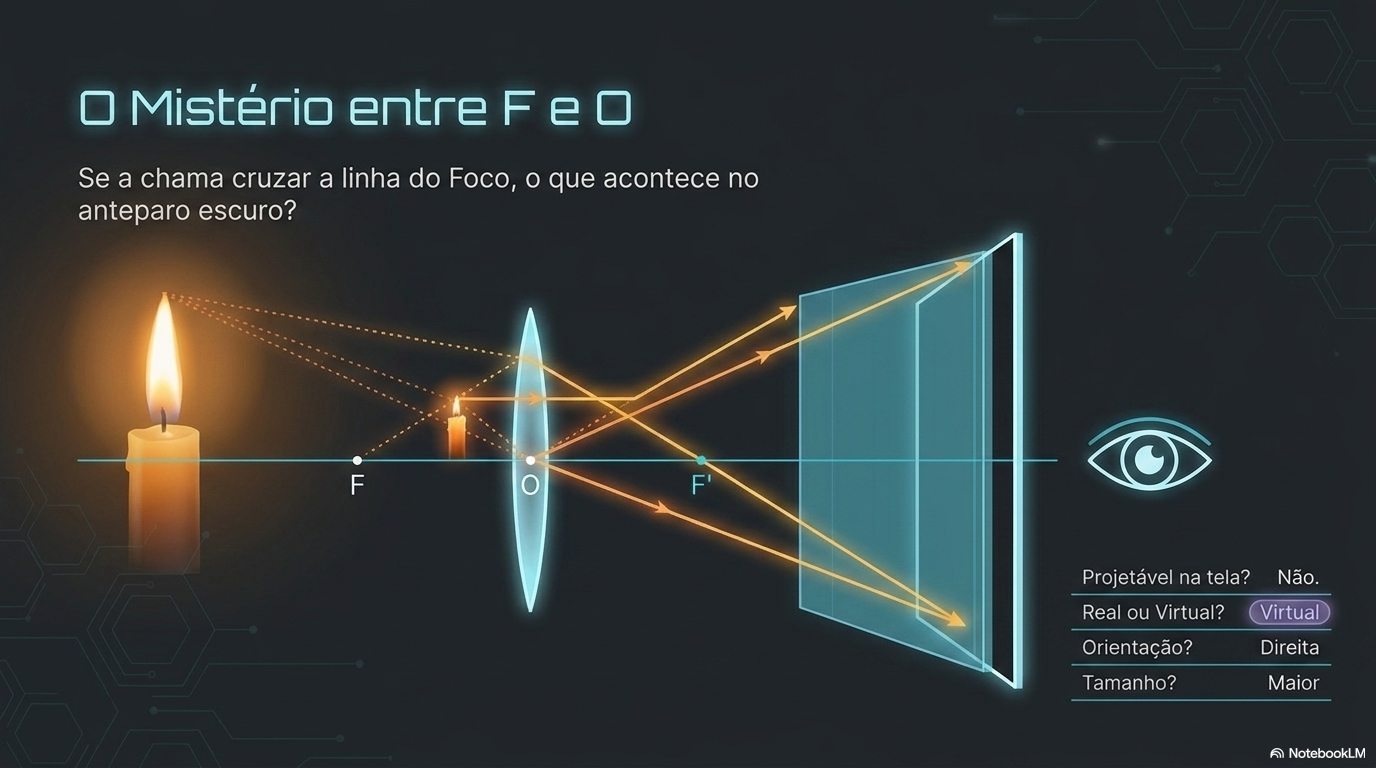 O Mistério entre F e O
Se a chama cruzar a linha do Foco, o que acontece no
anteparo escuro?
F
O
F'
Projetável na tela? Não.
Real ou Virtual? Virtual
Orientação? Direita
Tamanho? Maior
NotebookLM